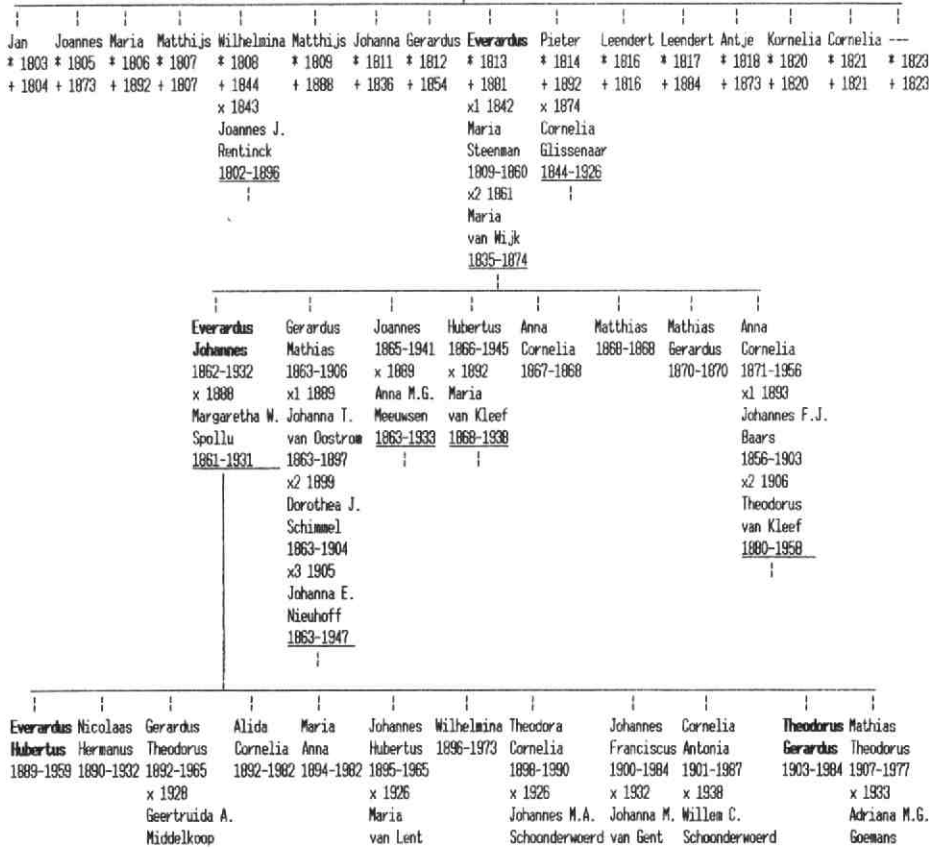 Jan Joannes Maria Matthijs Wilhelmina Matthijs Johanna Gerardus Everardus Pieter Leendert Leendert Antje Kornelia Cornelia ---
* 1803 * 1805 * 1806 * 1807 * 1808 * 1809 * 1811 * 1812 * 1813 * 1814 * 1816 * 1817 * 1818 * 1820 * 1821 * 1823
+ 1804 + 1873 + 1892 + 1807 + 1844 + 1888 + 1836 + 1854 + 1881 + 1892 + 1816 + 1884 + 1873 + 1820 + 1821 + 1823
x 1843 x1 1842 x 1874
Joannes J. Maria Cornelia
Rentinck Steenman Glissenaar
1802-1896 1809-1860 1844-1926
x2 1861
Maria
van Wijk
1835-1874
Everardus Gerardus Joannes Hubertus Anna Matthias Mathias Anna
Johannes Mathias 1865-1941 1866-1945 Cornelia 1868-1868 Gerardus Cornelia
1862-1932 1863-1906 x 1889 x 1892 1867-1868 1870-1870 1871-1956
x 1888 x1 1889 Anna M.G. Maria x1 1893
Margaretha W. Johanna T. Meeuwsen van Kleef Johannes F.J.
Spollu van Oostrom 1863-1933 1868-1938 Baars
1861-1931 1863-1897 1856-1903
x2 1899 x2 1906
Dorothea J. Theodorus
Schimmel van Kleef
1863-1904 1880-1958
x3 1905
Johanna E.
Nieuhoff
1863-1947
Everardus Nicolaas Gerardus Alida Maria Johannes Wilhelmina Theodora Johannes Cornelia Theodorus Mathias
Hubertus Hermanus Theodorus Cornelia Anna Hubertus 1896-1973 Cornelia Franciscus Antonia Gerardus Theodorus
1889-1959 1890-1932 1892-1965 1892-1982 1894-1982 1895-1965 1898-1990 1900-1984 1901-1987 1903-1984 1907-1977
x 1928 x 1926 x 1926 x 1932 x 1938 x 1933
Geertruida A. Maria Johannes M.A. Johanna M. Willem C. Adriana M.G.
Middelkoop van Lent Schoonderwoerd van Gent Schoonderwoerd Goemans